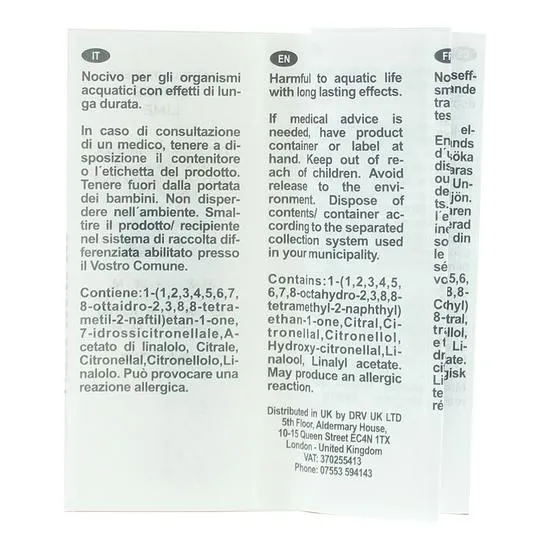 IT
Nocivo per gli organismi
acquatici con effetti di lun-
ga durata.
In caso di consultazione
di un medico, tenere a di-
sposizione il contenitore
o l´etichetta del prodotto.
Tenere fuori dalla portata
dei bambini. Non disper-
dere nell´ambiente. Smal-
tire il prodotto/ recipiente
nel sistema di raccolta dif-
ferenziata abilitato presso
il Vostro Comune.
Contiene:1-(1,2,3,4,5,6,7,
8-ottaidro-2,3,8,8-tetra-
metil-2-naftil)etan-1-one,
7-idrossicitronellale,A-
cetato di linalolo, Citrale,
Citronellal,Citronellolo,Li-
nalolo. Può provocare una
reazione allergica.
EN
Harmful to aquatic life
with long lasting effects.
If medical advice is
needed, have product
container or label at
hand. Keep out of re-
ach of children. Avoid
release to the envi-
ronment. Dispose of
contents/ container ac-
cording to the separated
collection system used
in your municipality.
Contains:1-(1,2,3,4,5,
6,7,8-octahydro-2,3,8,8-
tetramethyl-2-naphthyl)
ethan-1-one,Citral,Ci-
tronellal,Citronellol,
Hydroxy-citronellal,Li-
nalool, Linalyl acetate.
May produce an allergic
reaction.
Distributed in UK by DRV UK LTD
5th Floor, Aldermary House,
10-15 Queen Street EC4N 1TX
London - United Kingdom
VAT: 370255413
Phone: 07553 594143